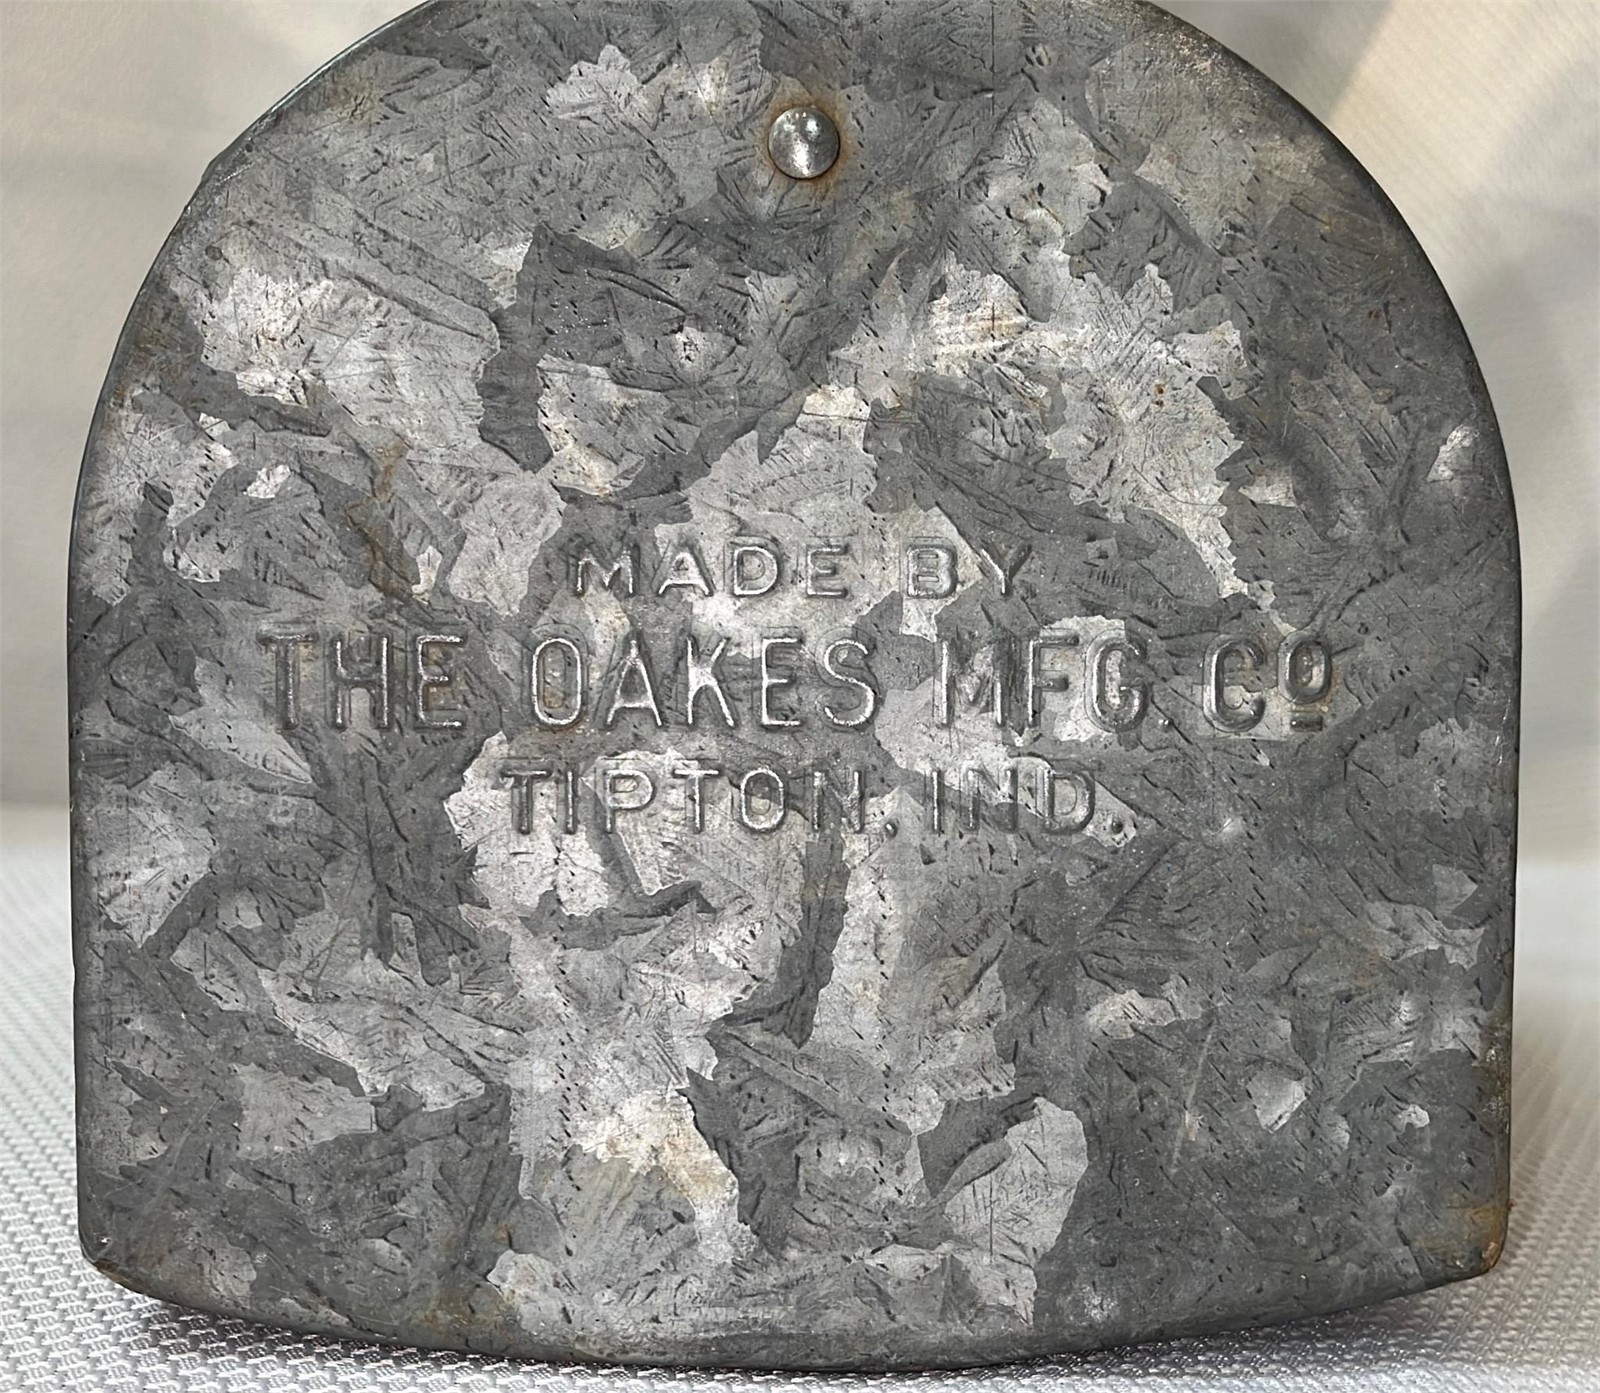 MADE BY
THE OAKES MFG. Cº
TIPTON, IND.